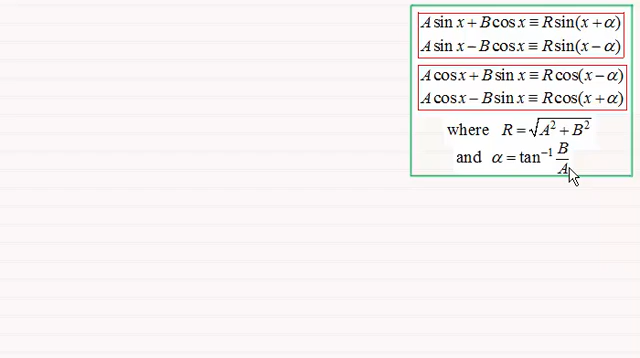 A sin x + B cos x ≡ R sin(x + α)
A sin x − B cos x ≡ R sin(x − α)
A cos x + B sin x ≡ R cos(x − α)
A cos x − B sin x ≡ R cos(x + α)
where R = √(A² + B²)
and α = tan⁻¹ B/A